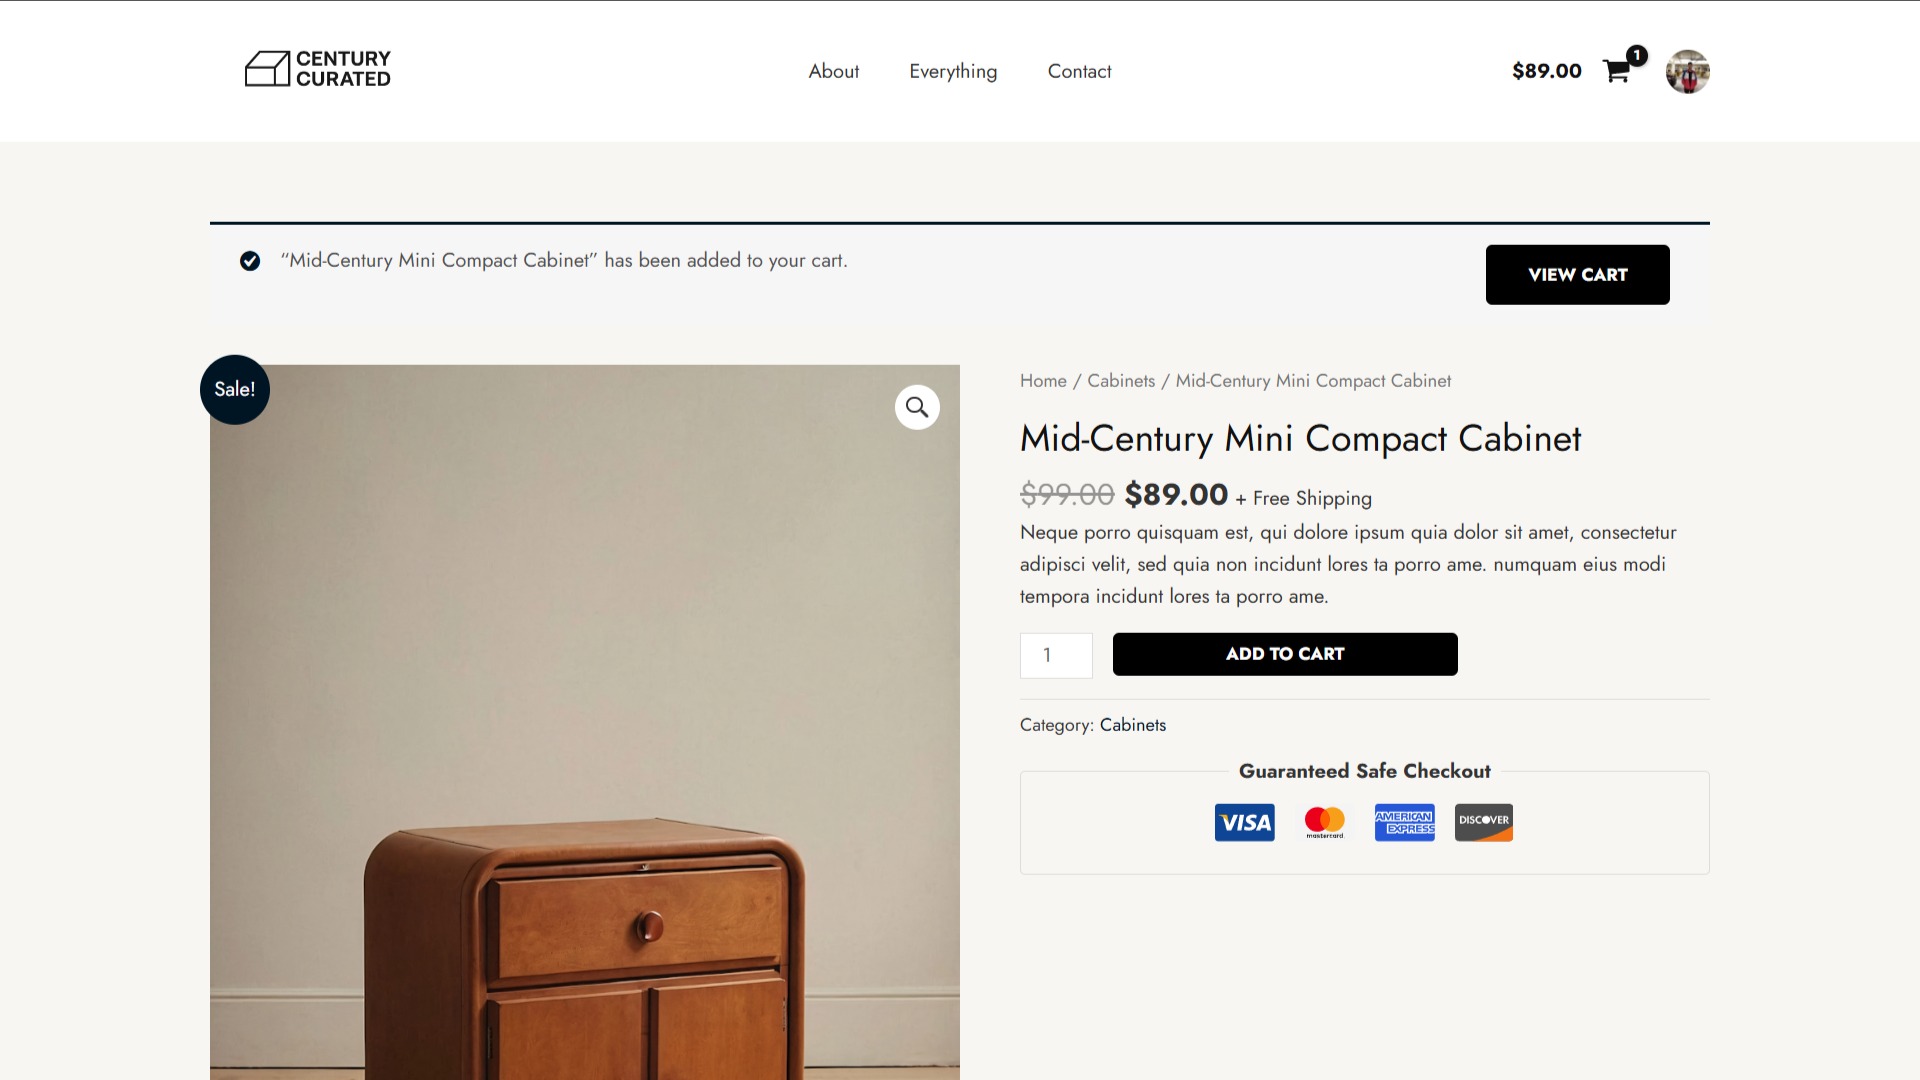 CENTURY
CURATED
About
Everything
Contact
$89.00
1
“Mid-Century Mini Compact Cabinet” has been added to your cart.
VIEW CART
Sale!
Home / Cabinets / Mid-Century Mini Compact Cabinet
Mid-Century Mini Compact Cabinet
$99.00 $89.00 + Free Shipping
Neque porro quisquam est, qui dolore ipsum quia dolor sit amet, consectetur
adipisci velit, sed quia non incidunt lores ta porro ame. numquam eius modi
tempora incidunt lores ta porro ame.
1
ADD TO CART
Category: Cabinets
Guaranteed Safe Checkout
VISA
mastercard.
AMERICAN
EXPRESS
DISCOVER